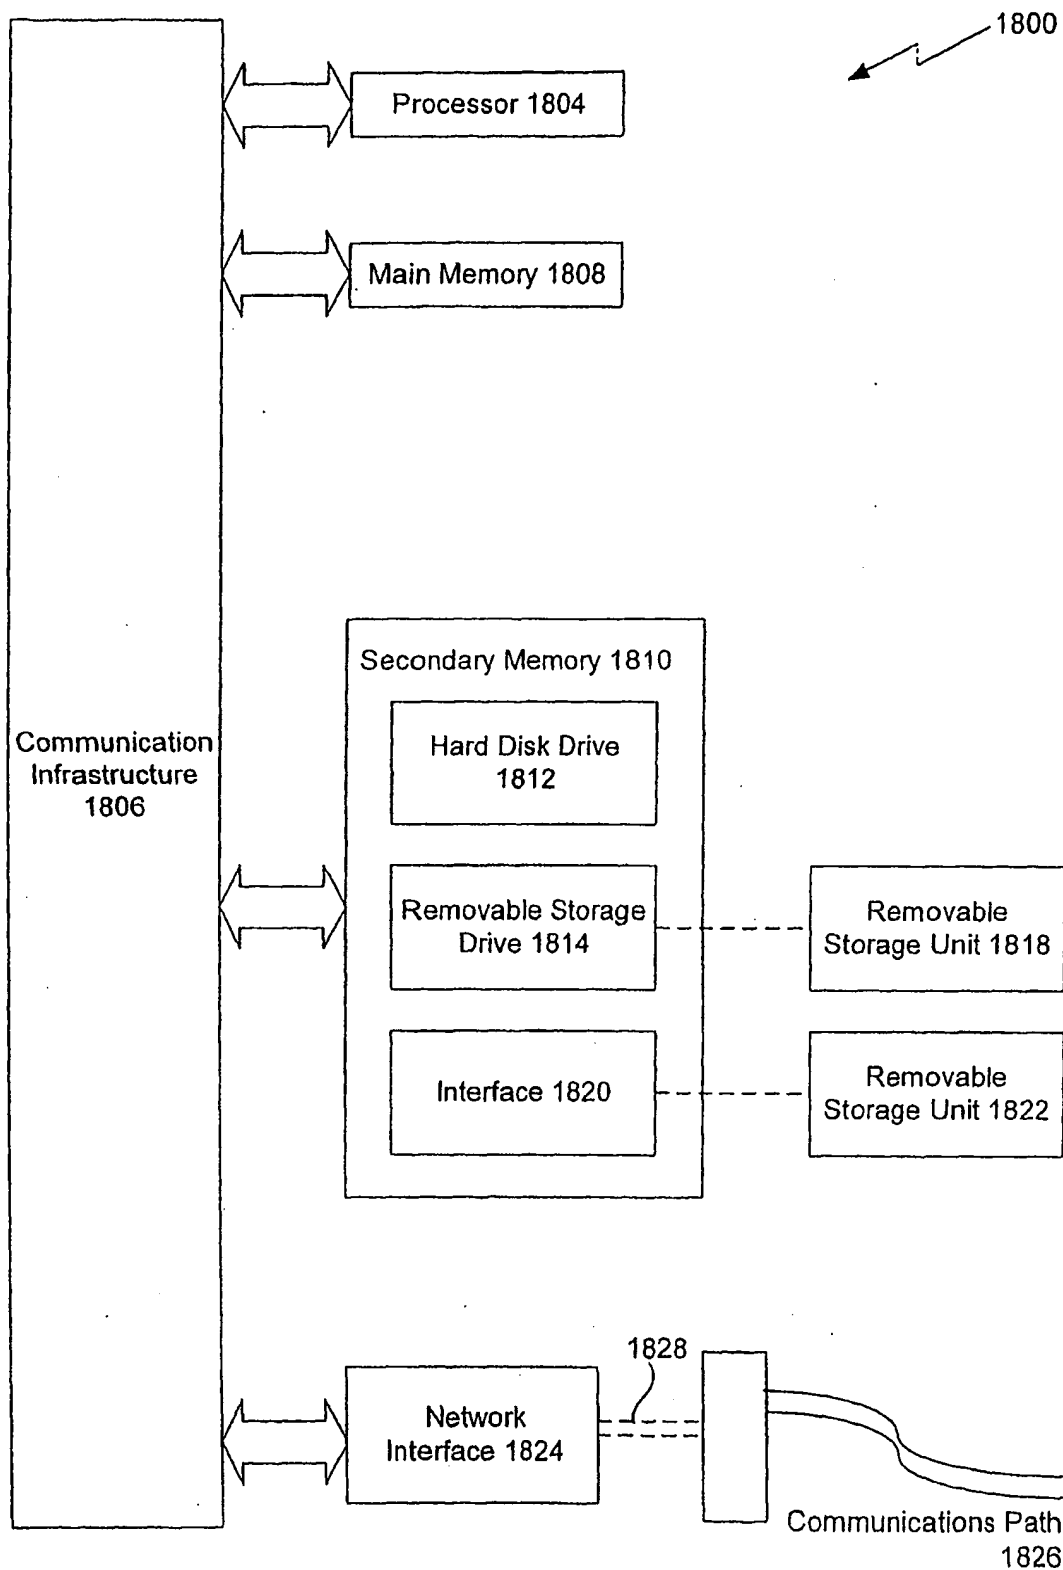 1800
Processor 1804
Main Memory 1808
Secondary Memory 1810
Hard Disk Drive
1812
Communication
Infrastructure
1806
Removable Storage
Drive 1814
Removable
Storage Unit 1818
Interface 1820
Removable
Storage Unit 1822
1828
Network
Interface 1824
Communications Path
1826